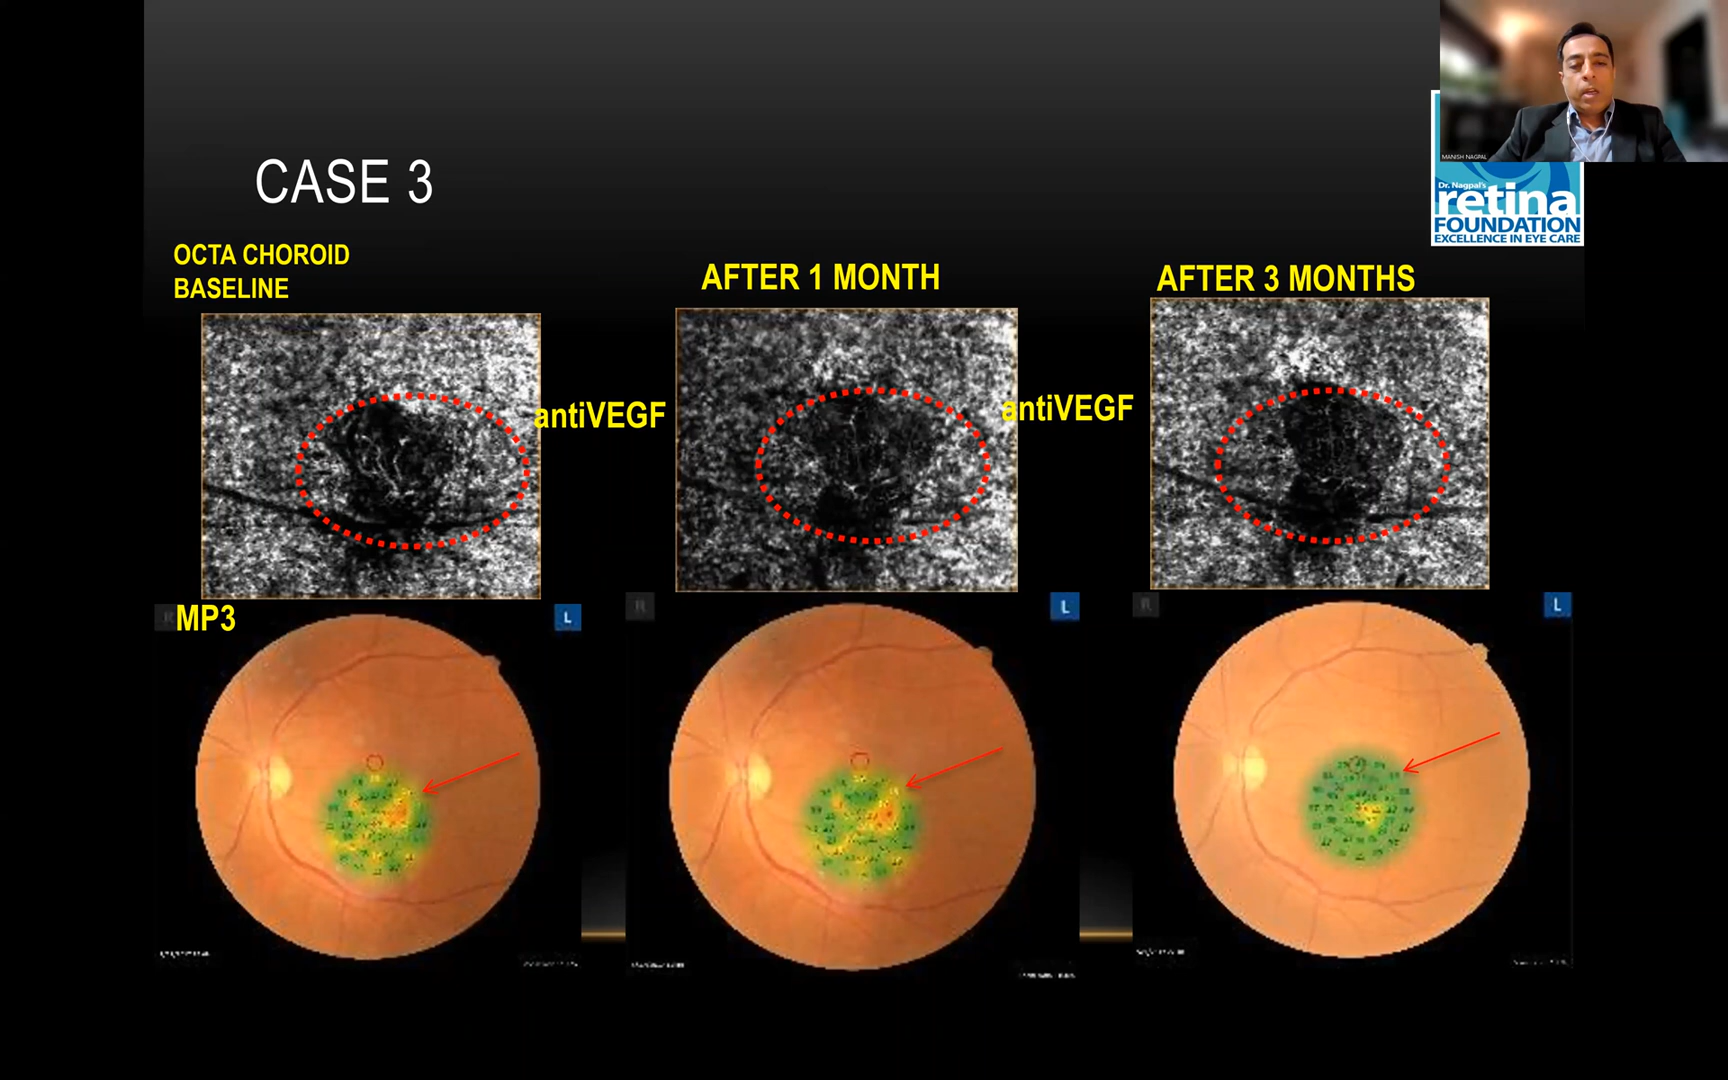 MANISH NAGPAL
Dr. Nagpal's
retina
FOUNDATION
EXCELLENCE IN EYE CARE
CASE 3
OCTA CHOROID
BASELINE
AFTER 1 MONTH
AFTER 3 MONTHS
antiVEGF
antiVEGF
MP3
R
L
R
L
R
L